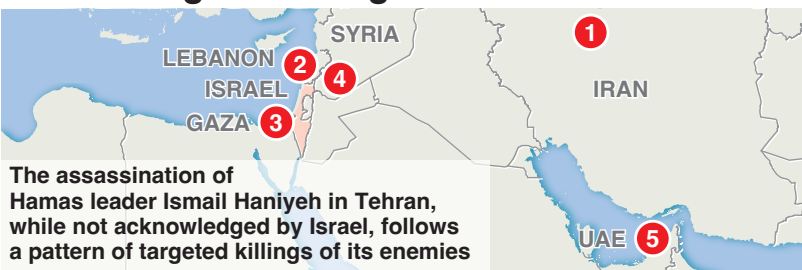 SYRIA
1
LEBANON 2
ISRAEL 4
IRAN
GAZA 3
The assassination of
Hamas leader Ismail Haniyeh in Tehran,
while not acknowledged by Israel, follows
a pattern of targeted killings of its enemies
UAE 5